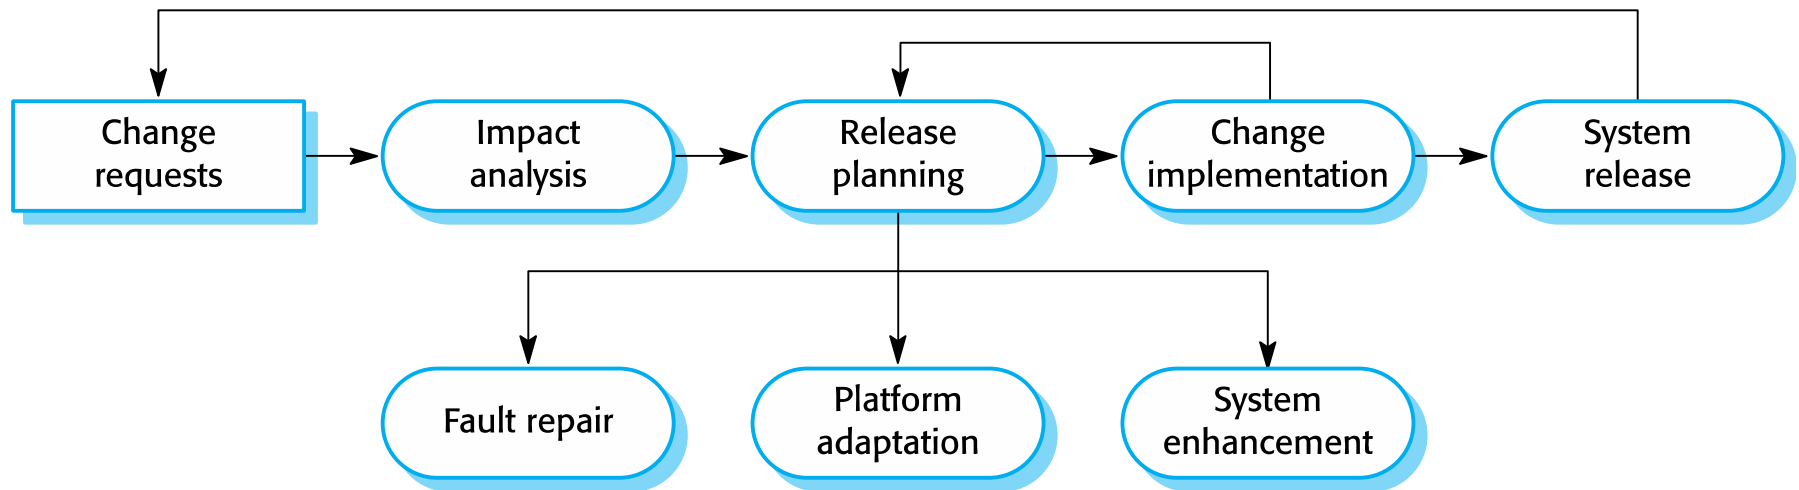 Change
requests
Impact
analysis
Release
planning
Change
implementation
System
release
Fault repair
Platform
adaptation
System
enhancement